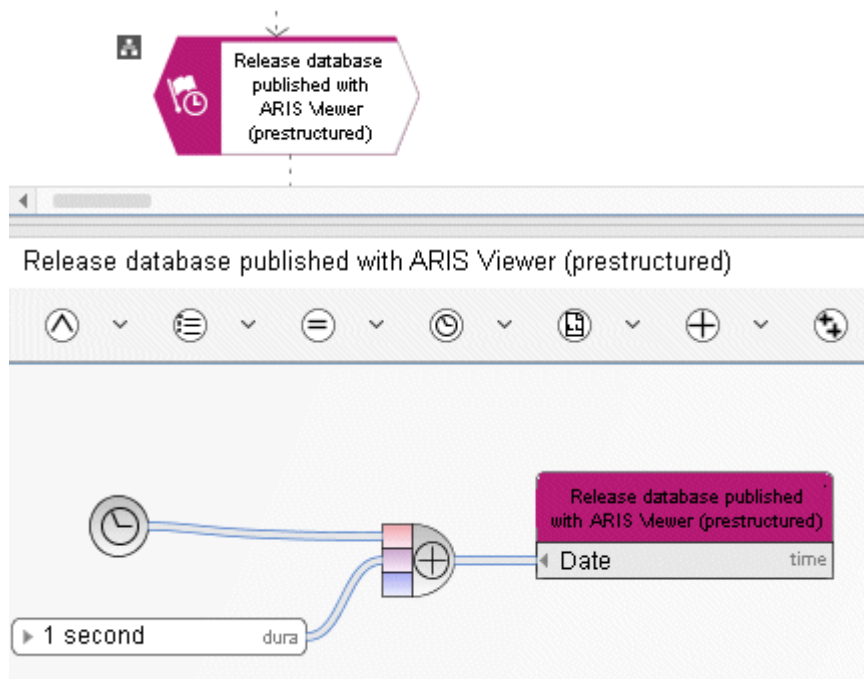 Release database
published with
ARIS Viewer
(prestructured)
Release database published with ARIS Viewer (prestructured)
Release database published
with ARIS Viewer (prestructured)
Date time
1 second dura